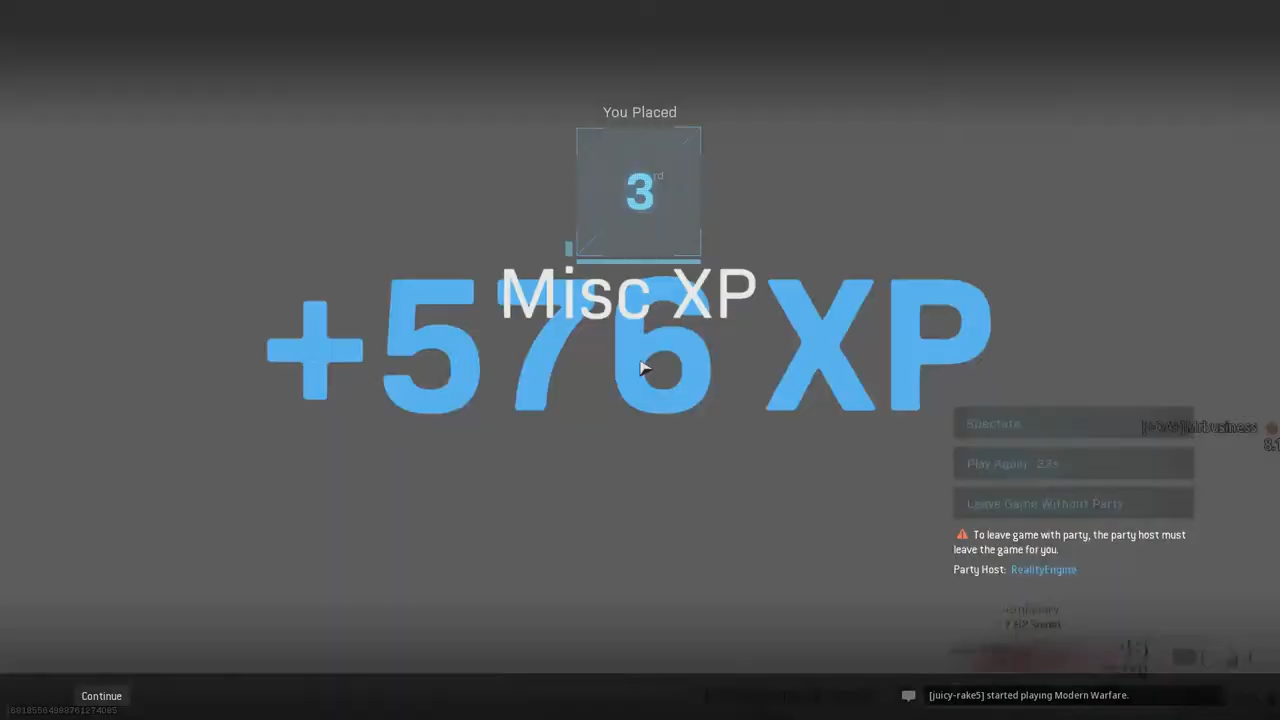 You Placed
3rd
Misc XP
+576 XP
Spectate
Play Again
Leave Game Without Party
To leave game with party, the party host must
leave the game for you.
Party Host: RealityEngine
Continue
[juicy-rake5] started playing Modern Warfare.